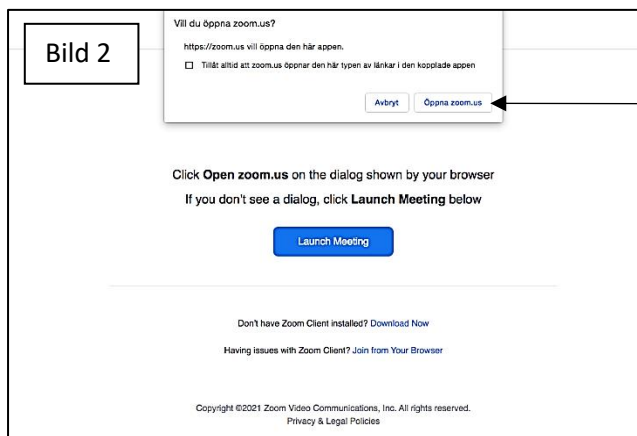 Bild 2
Vill du öppna zoom.us?
https://zoom.us vill öppna den här appen.
Tillåt alltid att zoom.us öppnar den här typen av länkar i den kopplade appen
Avbryt Öppna zoom.us
Click Open zoom.us on the dialog shown by your browser
If you don't see a dialog, click Launch Meeting below
Launch Meeting
Don't have Zoom Client installed? Download Now
Having issues with Zoom Client? Join from Your Browser
Copyright ©2021 Zoom Video Communications, Inc. All rights reserved.
Privacy & Legal Policies